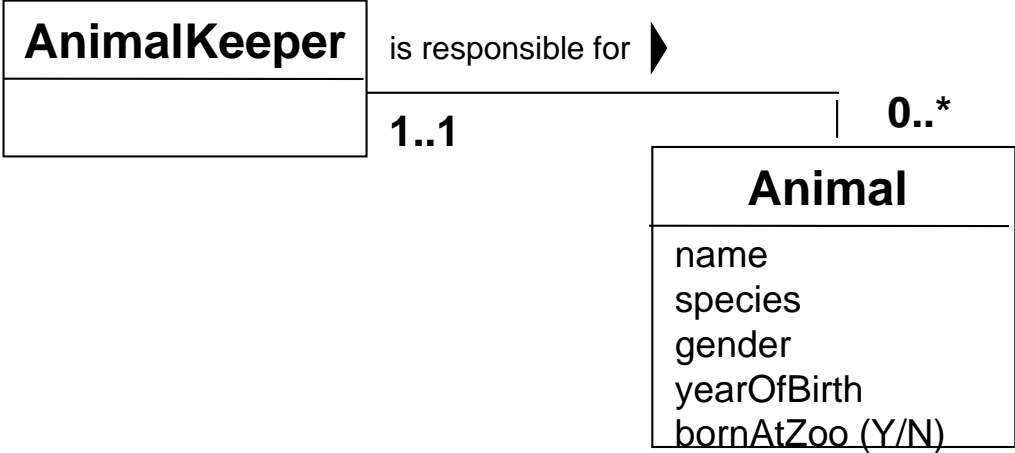 AnimalKeeper
is responsible for
1..1
0..*
Animal
name
species
gender
yearOfBirth
bornAtZoo (Y/N)